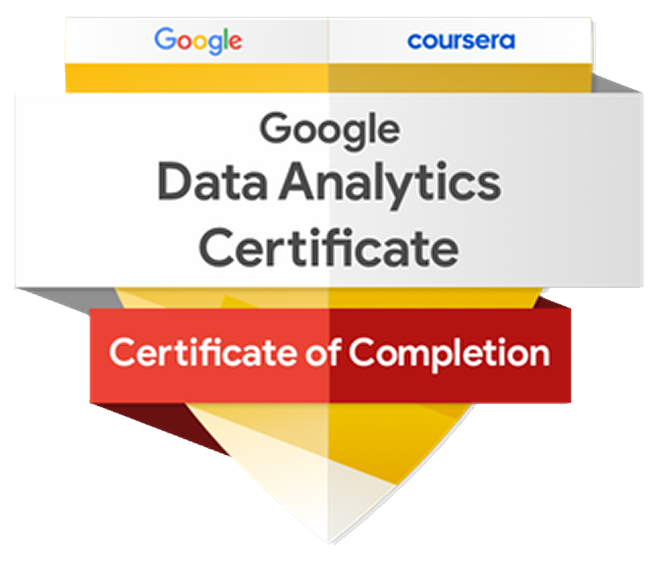 Google coursera
Google
Data Analytics
Certificate
Certificate of Completion